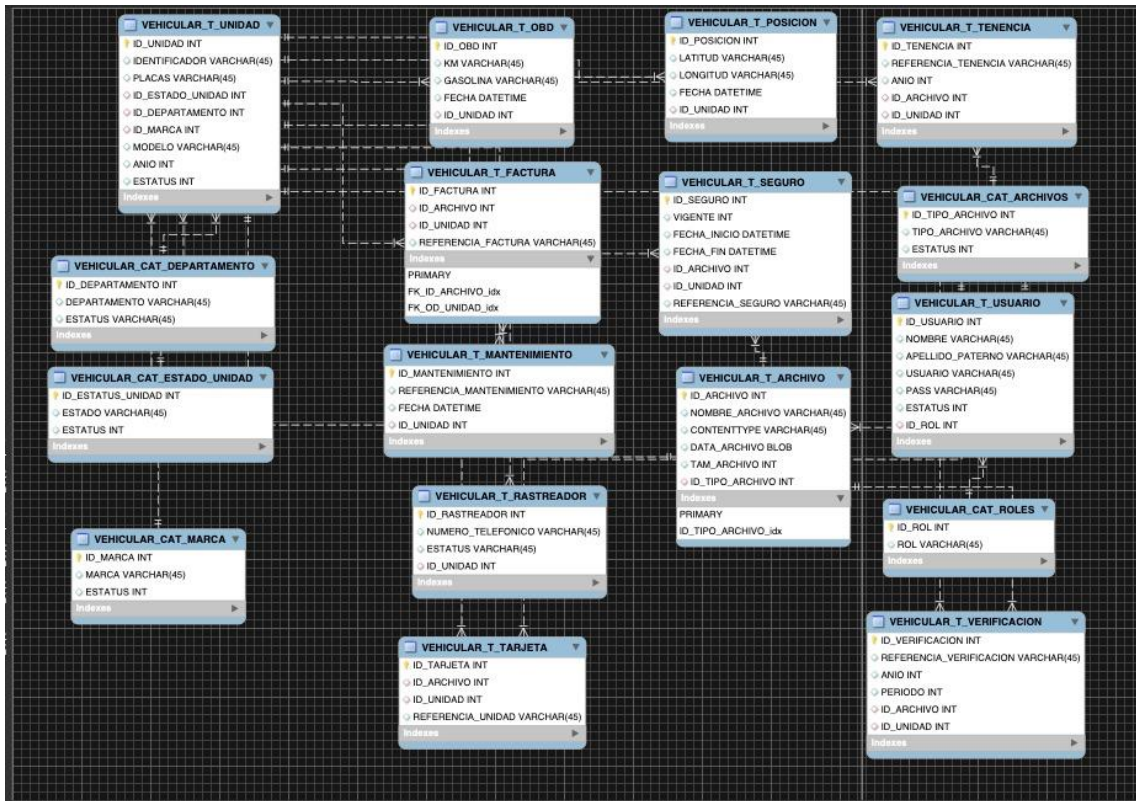 VEHICULAR_T_UNIDAD
ID_UNIDAD INT
IDENTIFICADOR VARCHAR(45)
PLACAS VARCHAR(45)
ID_ESTADO_UNIDAD INT
ID_DEPARTAMENTO INT
ID_MARCA INT
MODELO VARCHAR(45)
ANIO INT
ESTATUS INT
Indexes
VEHICULAR_T_OBD
ID_OBD INT
KM VARCHAR(45)
GASOLINA VARCHAR(45)
FECHA DATETIME
ID_UNIDAD INT
Indexes
VEHICULAR_T_POSICION
ID_POSICION INT
LATITUD VARCHAR(45)
LONGITUD VARCHAR(45)
FECHA DATETIME
ID_UNIDAD INT
Indexes
VEHICULAR_T_TENENCIA
ID_TENENCIA INT
REFERENCIA_TENENCIA VARCHAR(45)
ANIO INT
ID_ARCHIVO INT
ID_UNIDAD INT
Indexes
VEHICULAR_T_FACTURA
ID_FACTURA INT
ID_ARCHIVO INT
ID_UNIDAD INT
REFERENCIA_FACTURA VARCHAR(45)
Indexes
PRIMARY
FK_ID_ARCHIVO_idx
FK_OD_UNIDAD_idx
VEHICULAR_T_SEGURO
ID_SEGURO INT
VIGENTE INT
FECHA_INICIO DATETIME
FECHA_FIN DATETIME
ID_ARCHIVO INT
ID_UNIDAD INT
REFERENCIA_SEGURO VARCHAR(45)
Indexes
VEHICULAR_CAT_ARCHIVOS
ID_TIPO_ARCHIVO INT
TIPO_ARCHIVO VARCHAR(45)
ESTATUS INT
Indexes
VEHICULAR_CAT_DEPARTAMENTO
ID_DEPARTAMENTO INT
DEPARTAMENTO VARCHAR(45)
ESTATUS VARCHAR(45)
Indexes
VEHICULAR_T_USUARIO
ID_USUARIO INT
NOMBRE VARCHAR(45)
APELLIDO_PATERNO VARCHAR(45)
USUARIO VARCHAR(45)
PASS VARCHAR(45)
ESTATUS INT
ID_ROL INT
Indexes
VEHICULAR_CAT_ESTADO_UNIDAD
ID_ESTATUS_UNIDAD INT
ESTADO VARCHAR(45)
ESTATUS INT
Indexes
VEHICULAR_T_MANTENIMIENTO
ID_MANTENIMIENTO INT
REFERENCIA_MANTENIMIENTO VARCHAR(45)
FECHA DATETIME
ID_UNIDAD INT
Indexes
VEHICULAR_T_ARCHIVO
ID_ARCHIVO INT
NOMBRE_ARCHIVO VARCHAR(45)
CONTENTTYPE VARCHAR(45)
DATA_ARCHIVO BLOB
TAM_ARCHIVO INT
ID_TIPO_ARCHIVO INT
Indexes
PRIMARY
ID_TIPO_ARCHIVO_idx
VEHICULAR_T_RASTREADOR
ID_RASTREADOR INT
NUMERO_TELEFONICO VARCHAR(45)
ESTATUS VARCHAR(45)
ID_UNIDAD INT
Indexes
VEHICULAR_CAT_ROLES
ID_ROL INT
ROL VARCHAR(45)
Indexes
VEHICULAR_CAT_MARCA
ID_MARCA INT
MARCA VARCHAR(45)
ESTATUS INT
Indexes
VEHICULAR_T_TARJETA
ID_TARJETA INT
ID_ARCHIVO INT
ID_UNIDAD INT
REFERENCIA_UNIDAD VARCHAR(45)
Indexes
VEHICULAR_T_VERIFICACION
ID_VERIFICACION INT
REFERENCIA_VERIFICACION VARCHAR(45)
ANIO INT
PERIODO INT
ID_ARCHIVO INT
ID_UNIDAD INT
Indexes